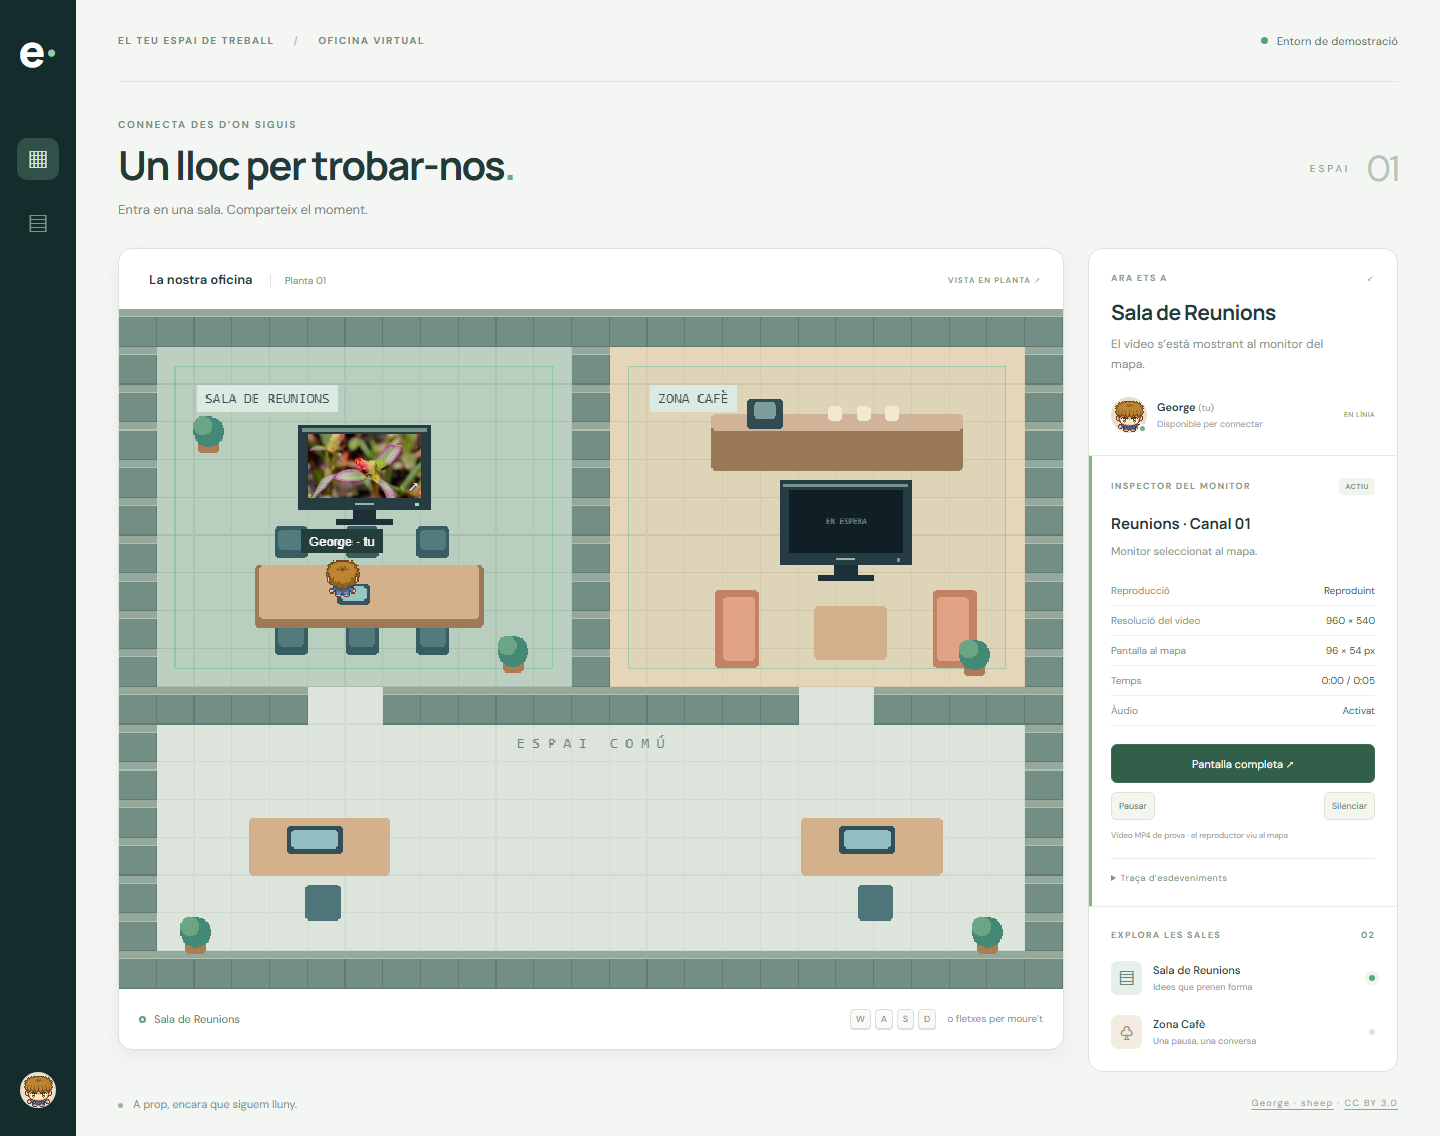 e
EL TEU ESPAI DE TREBALL / OFICINA VIRTUAL
Entorn de demostració
CONNECTA DES D'ON SIGUIS
Un lloc per trobar-nos.
ESPAI 01
Entra en una sala. Comparteix el moment.
La nostra oficina
Planta 01
VISTA EN PLANTA ↗
SALA DE REUNIONS
ZONA CAFÈ
EN ESPERA
George - tu
ESPAI COMÚ
Sala de Reunions
W A S D o fletxes per moure't
ARA ETS A
Sala de Reunions
El vídeo s'està mostrant al monitor del
mapa.
George (tu)
Disponible per connectar
EN LÍNIA
INSPECTOR DEL MONITOR
ACTIU
Reunions · Canal 01
Monitor seleccionat al mapa.
Reproducció Reproduint
Resolució del vídeo 960 × 540
Pantalla al mapa 96 × 54 px
Temps 0:00 / 0:05
Àudio Activat
Pantalla completa ↗
Pausar
Silenciar
Vídeo MP4 de prova · el reproductor viu al mapa
▶ Traça d'esdeveniments
EXPLORA LES SALES 02
Sala de Reunions
Idees que prenen forma
Zona Cafè
Una pausa, una conversa
A prop, encara que siguem lluny.
George · sheep · CC BY 3.0